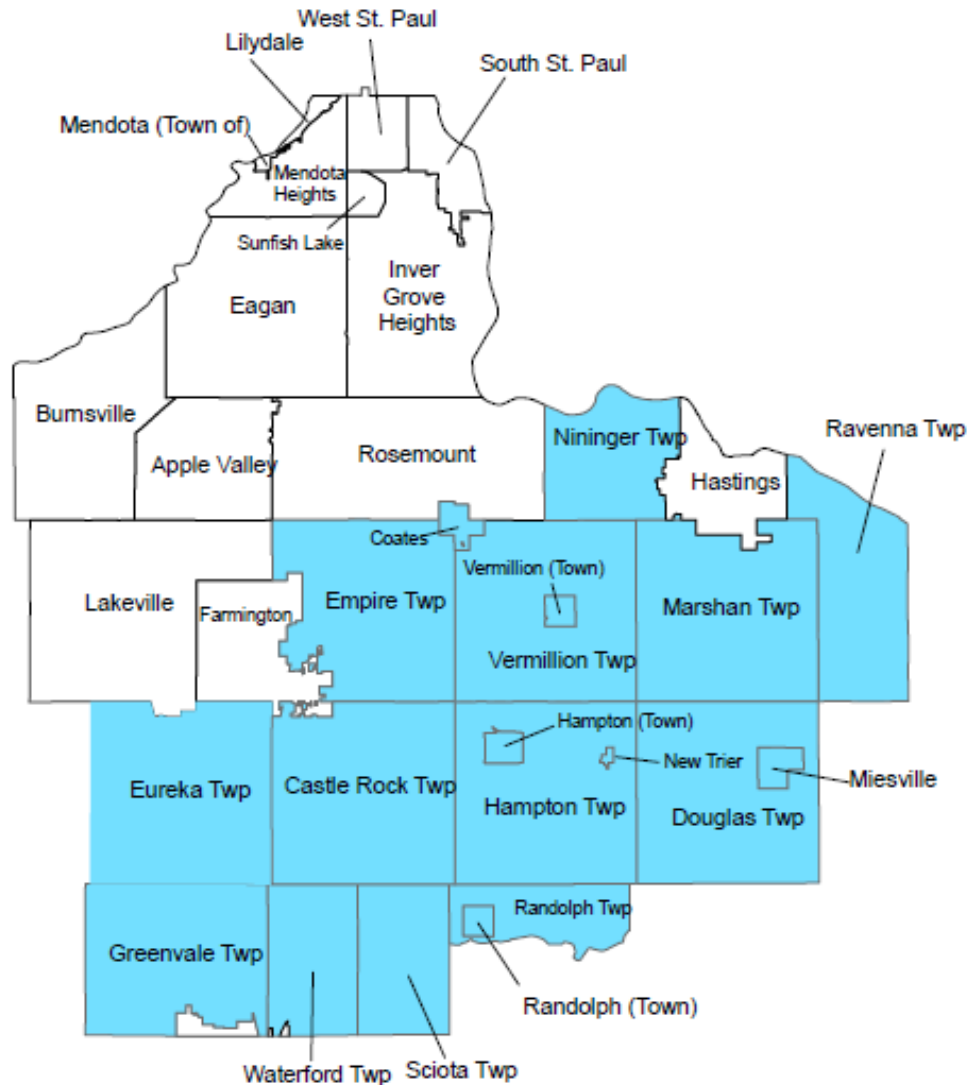 West St. Paul
Lilydale
South St. Paul
Mendota (Town of)
Mendota
Heights
Sunfish Lake
Inver
Grove
Heights
Eagan
Burnsville
Apple Valley
Rosemount
Nininger Twp
Ravenna Twp
Hastings
Coates
Vermillion (Town)
Lakeville
Farmington
Empire Twp
Marshan Twp
Vermillion Twp
Hampton (Town)
New Trier
Eureka Twp
Castle Rock Twp
Hampton Twp
Miesville
Douglas Twp
Randolph Twp
Greenvale Twp
Randolph (Town)
Waterford Twp
Sciota Twp